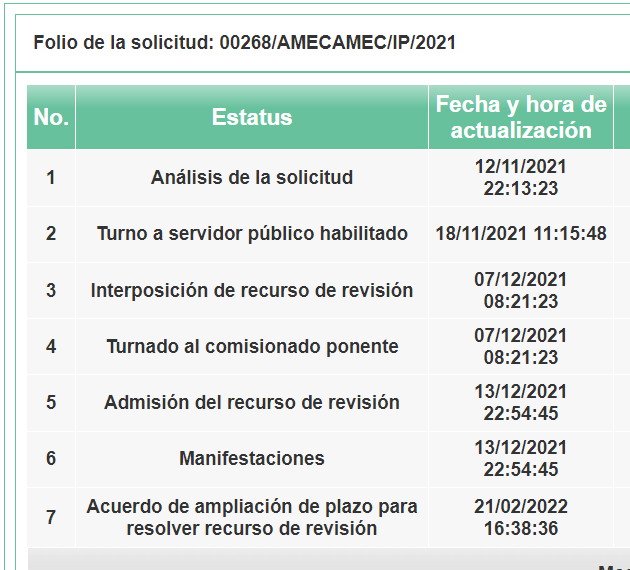 Folio de la solicitud: 00268/AMECAMEC/IP/2021
No. Estatus Fecha y hora de
actualización
1 Análisis de la solicitud 12/11/2021
22:13:23
2 Turno a servidor público habilitado 18/11/2021 11:15:48
3 Interposición de recurso de revisión 07/12/2021
08:21:23
4 Turnado al comisionado ponente 07/12/2021
08:21:23
5 Admisión del recurso de revisión 13/12/2021
22:54:45
6 Manifestaciones 13/12/2021
22:54:45
7 Acuerdo de ampliación de plazo para
resolver recurso de revisión 21/02/2022
16:38:36